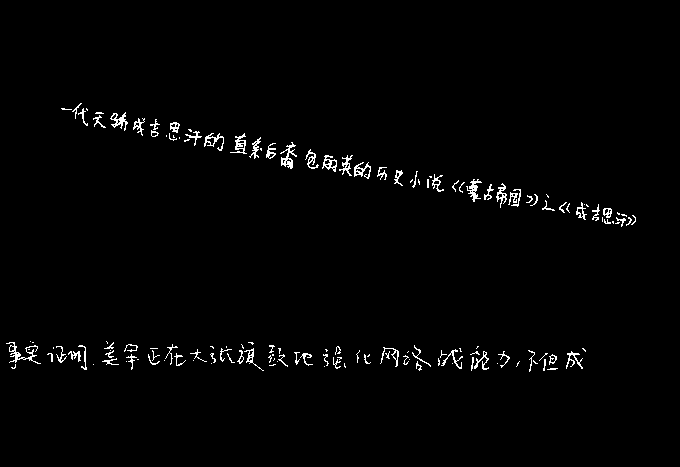 一代天骄成吉思汗的直系后裔包丽英的历史小说《蒙古帝国》之《成吉思汗》
事实证明,美军正在大张旗鼓地强化网络战能力,不但成